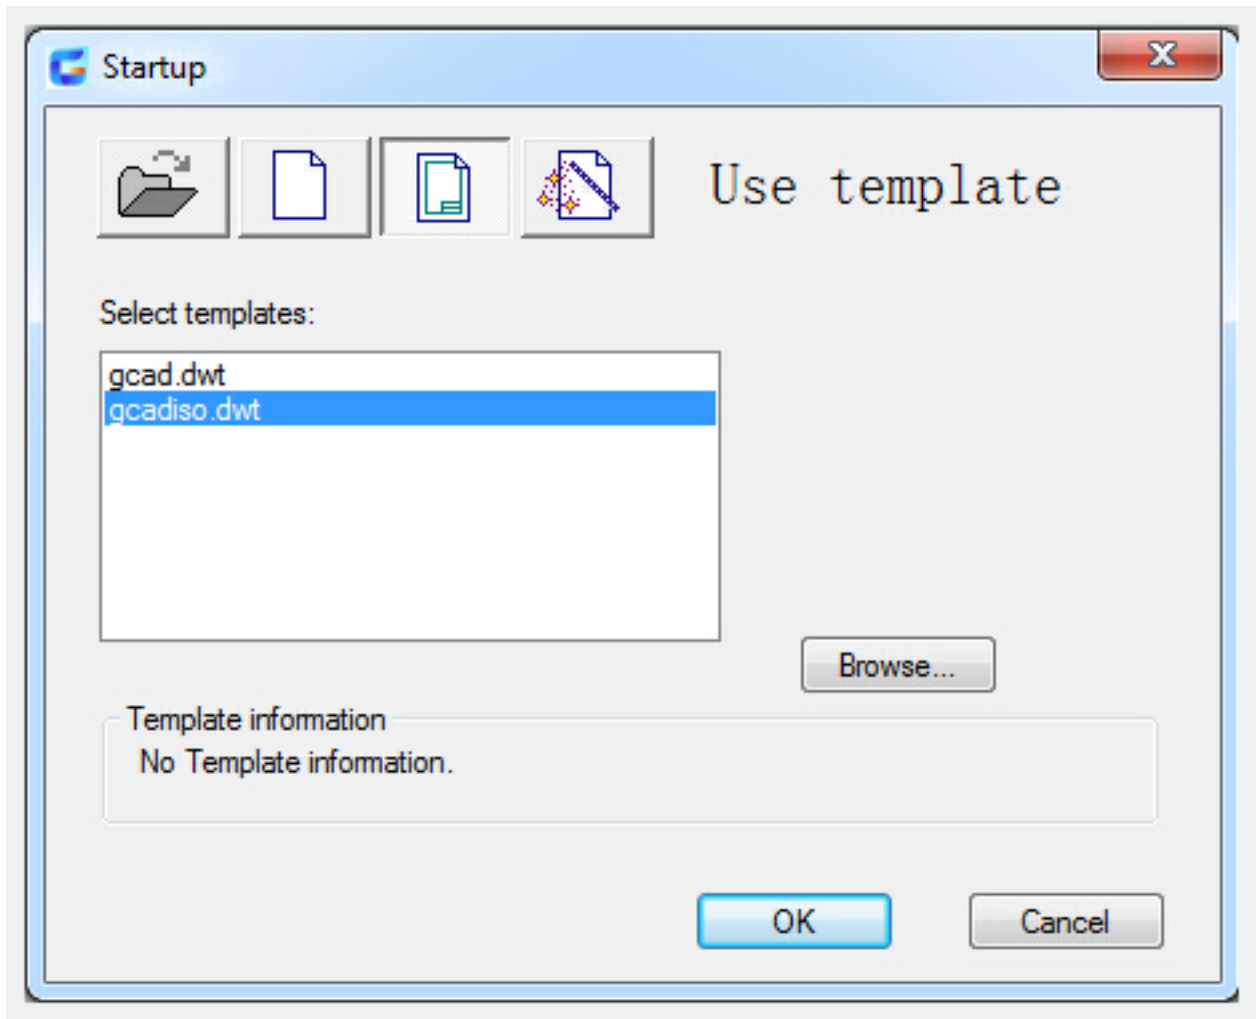 Startup
Use template
Select templates:
gcad.dwt
gcadiso.dwt
Browse...
Template information
No Template information.
OK
Cancel